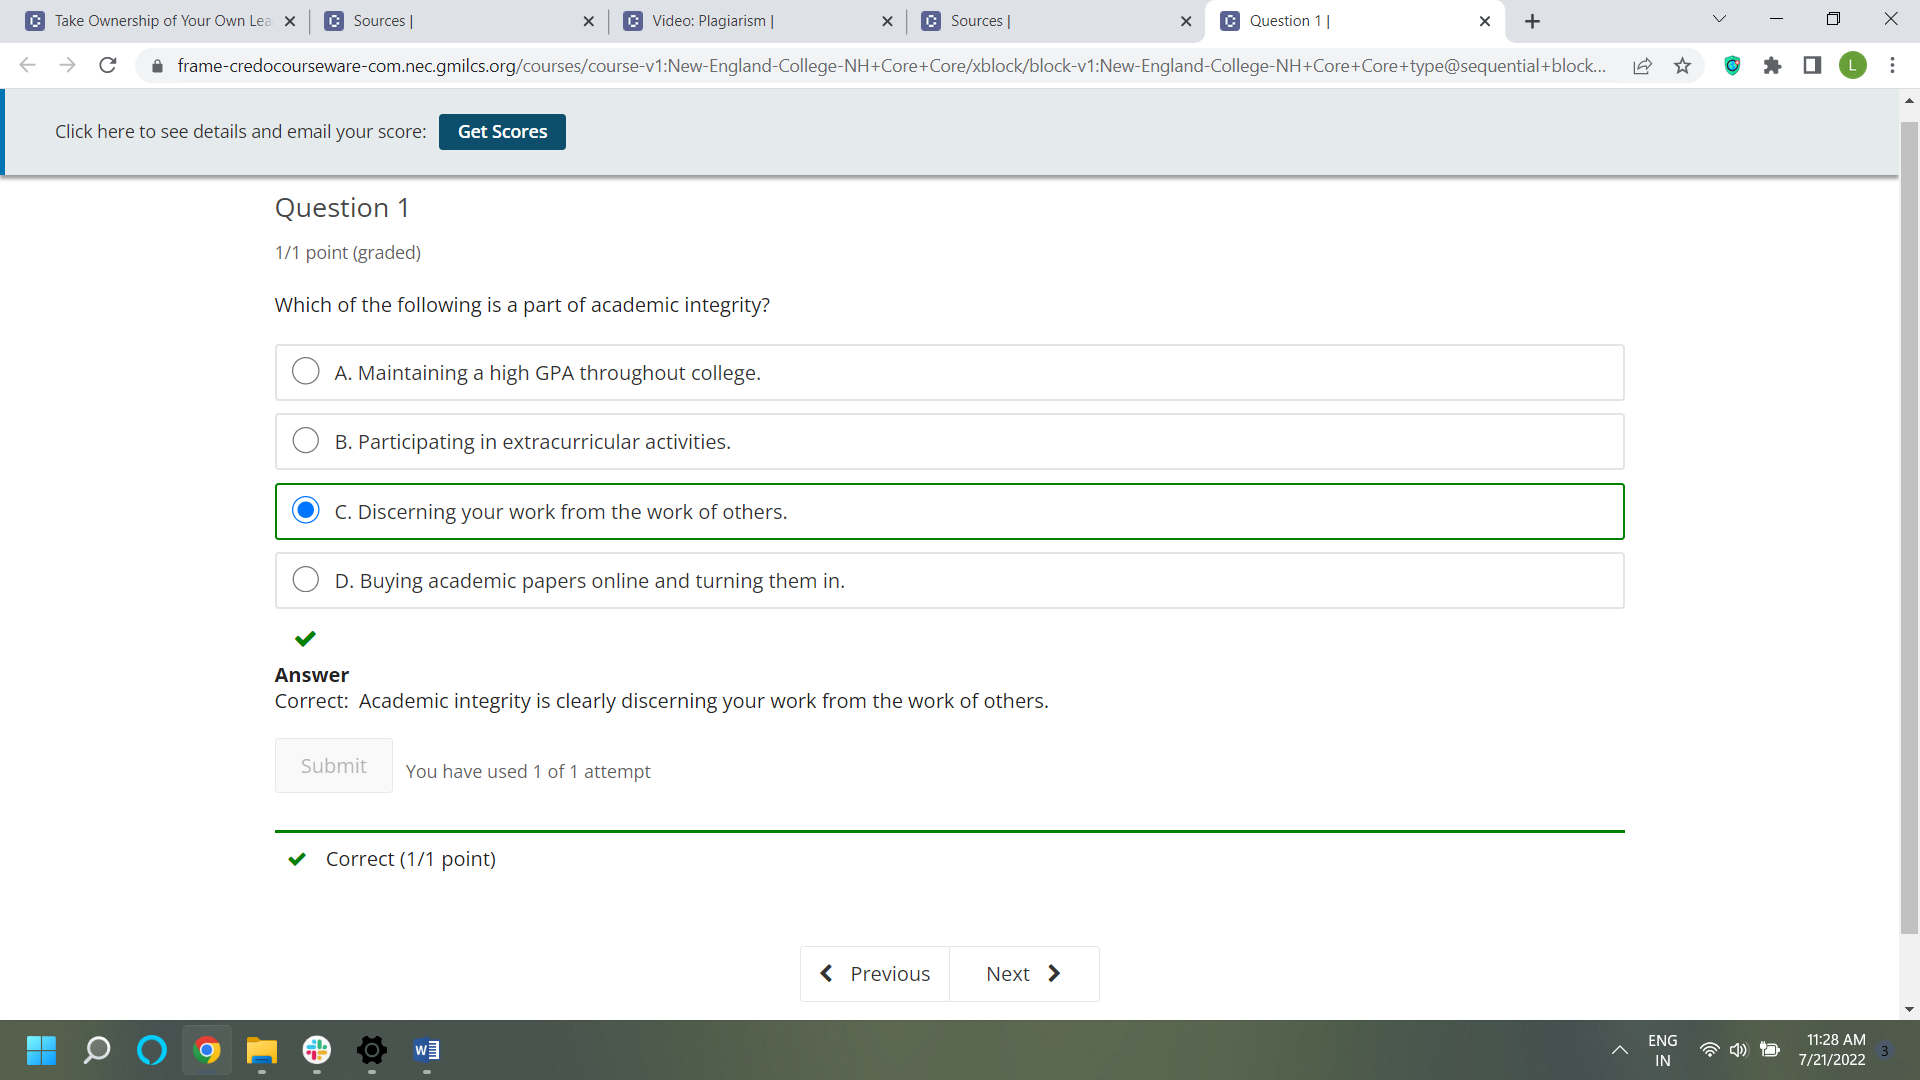 Take Ownership of Your Own Lea
Sources |
Video: Plagiarism |
Sources |
Question 1 |
frame-credocourseware-com.nec.gmilcs.org/courses/course-v1:New-England-College-NH+Core+Core/xblock/block-v1:New-England-College-NH+Core+Core+type@sequential+block...
L
Click here to see details and email your score: Get Scores
Question 1
1/1 point (graded)
Which of the following is a part of academic integrity?
A. Maintaining a high GPA throughout college.
B. Participating in extracurricular activities.
C. Discerning your work from the work of others.
D. Buying academic papers online and turning them in.
Answer
Correct: Academic integrity is clearly discerning your work from the work of others.
Submit You have used 1 of 1 attempt
Correct (1/1 point)
Previous Next
ENG
IN
11:28 AM
7/21/2022
3